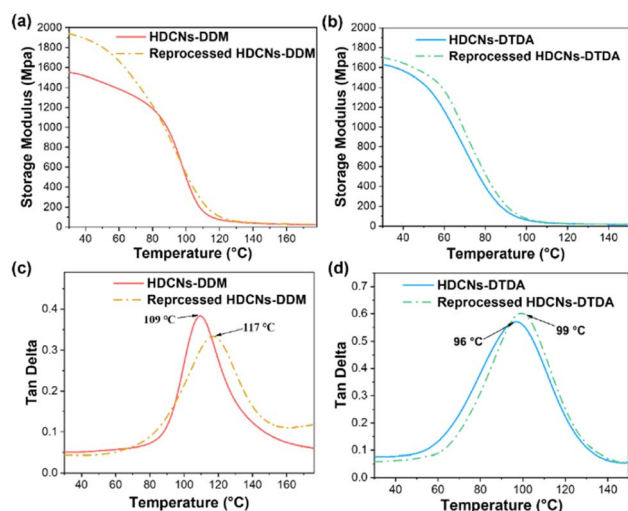 (a)
HDCNs-DDM
Reprocessed HDCNs-DDM
Storage Modulus (Mpa)
2000
1800
1600
1400
1200
1000
800
600
400
200
0
40 60 80 100 120 140 160
Temperature (°C)
(b)
HDCNs-DTDA
Reprocessed HDCNs-DTDA
Storage Modulus (Mpa)
2000
1800
1600
1400
1200
1000
800
600
400
200
0
40 60 80 100 120 140
Temperature (°C)
(c)
HDCNs-DDM
Reprcessed HDCNs-DDM
109 °C
117 °C
Tan Delta
0.4
0.3
0.2
0.1
0.0
40 60 80 100 120 140 160
Temperature (°C)
(d)
HDCNs-DTDA
Reprocessed HDCNs-DTDA
96 °C
99 °C
Tan Delta
0.7
0.6
0.5
0.4
0.3
0.2
0.1
0.0
40 60 80 100 120 140
Temperature (°C)